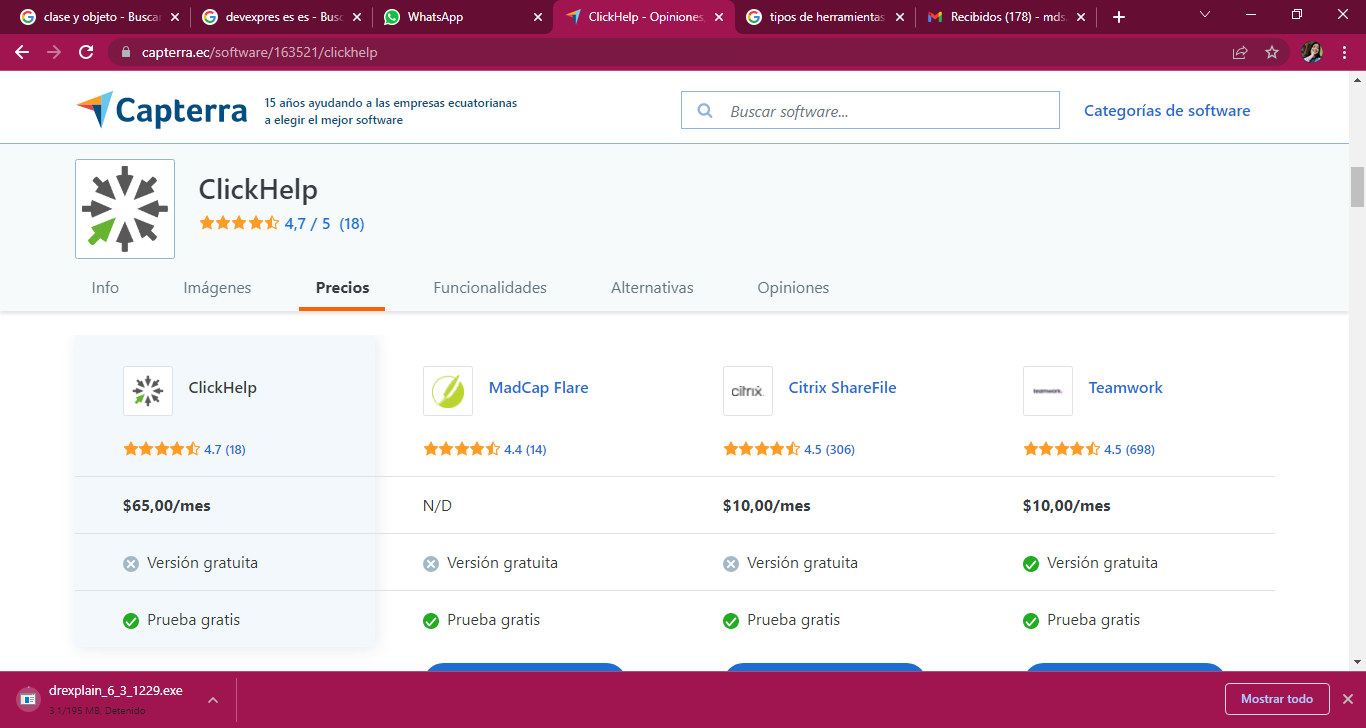 clase y objeto - Buscar
devexpres es es - Busc
WhatsApp
ClickHelp - Opiniones,
tipos de herramientas
Recibidos (178) - mds.
capterra.ec/software/163521/clickhelp
Capterra
15 años ayudando a las empresas ecuatorianas
a elegir el mejor software
Buscar software...
Categorías de software
ClickHelp
4,7 / 5 (18)
Info
Imágenes
Precios
Funcionalidades
Alternativas
Opiniones
ClickHelp
MadCap Flare
citrix
Citrix ShareFile
teamwork.
Teamwork
4.7 (18)
4.4 (14)
4.5 (306)
4.5 (698)
$65,00/mes
N/D
$10,00/mes
$10,00/mes
Versión gratuita
Versión gratuita
Versión gratuita
Versión gratuita
Prueba gratis
Prueba gratis
Prueba gratis
Prueba gratis
drexplain_6_3_1229.exe
3.1/195 MB, Detenido
Mostrar todo